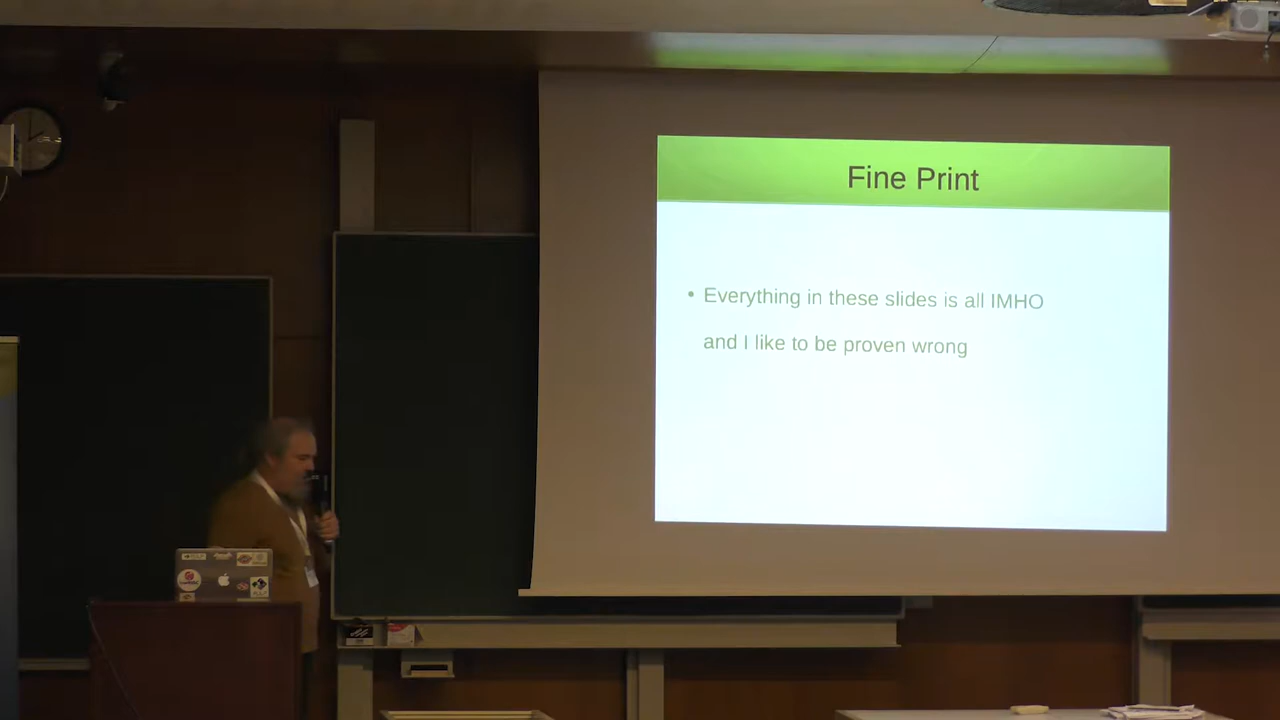 Fine Print
• Everything in these slides is all IMHO
and I like to be proven wrong